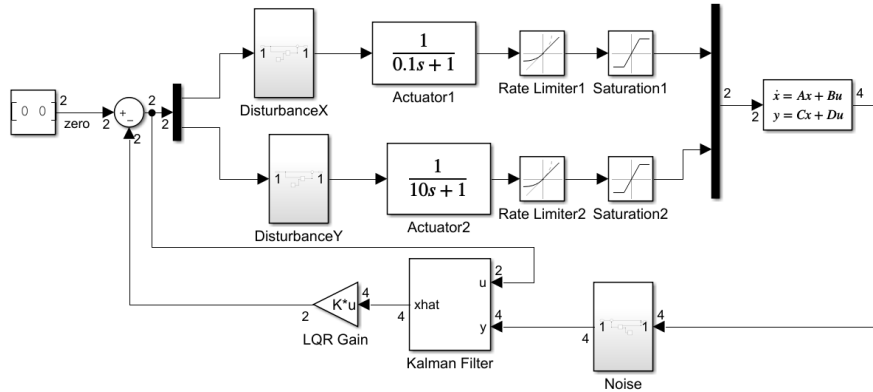 1 1
DisturbanceX
1
0.1s + 1
Actuator1
Rate Limiter1
Saturation1
0 0
2
zero
2
+
−
2
2
2
2
2
ẋ = Ax + Bu
y = Cx + Du
4
1 1
DisturbanceY
1
10s + 1
Actuator2
Rate Limiter2
Saturation2
2
K*u
4
LQR Gain
4
xhat
u
y
2
4
Kalman Filter
4
1 1
4
Noise